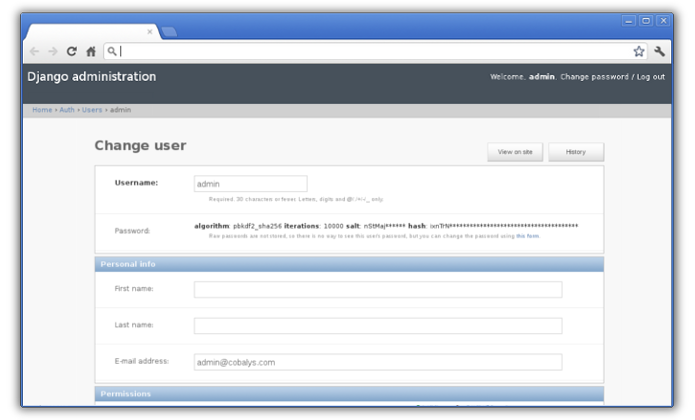 Django administration
Welcome, admin. Change password / Log out
Home › Auth › Users › admin
Change user
View on site
History
Username:
admin
Required. 30 characters or fewer. Letters, digits and @/./+/-/_ only.
Password:
algorithm: pbkdf2_sha256 iterations: 10000 salt: nStMaj****** hash: ixnTrN**************************************
Raw passwords are not stored, so there is no way to see this user's password, but you can change the password using this form.
Personal info
First name:
Last name:
E-mail address:
admin@cobalys.com
Permissions